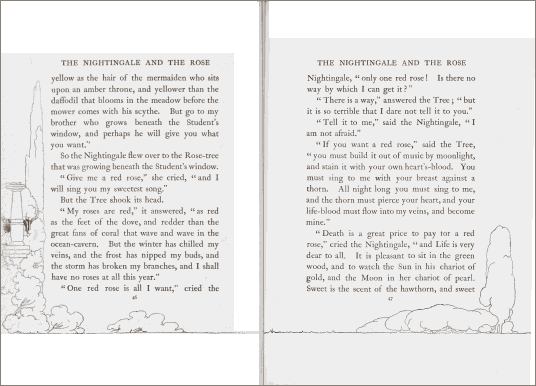 THE NIGHTINGALE AND THE ROSE
yellow as the hair of the mermaiden who sits
upon an amber throne, and yellower than the
daffodil that blooms in the meadow before the
mower comes with his scythe. But go to my
brother who grows beneath the Student's
window, and perhaps he will give you what
you want."
So the Nightingale flew over to the Rose-tree
that was growing beneath the Student's window.
"Give me a red rose," she cried, "and I
will sing you my sweetest song."
But the Tree shook its head.
"My roses are red," it answered, "as red
as the feet of the dove, and redder than the
great fans of coral that wave and wave in the
ocean-cavern. But the winter has chilled my
veins, and the frost has nipped my buds, and
the storm has broken my branches, and I shall
have no roses at all this year."
"One red rose is all I want," cried the
46
THE NIGHTINGALE AND THE ROSE
Nightingale, "only one red rose! Is there no
way by which I can get it?"
"There is a way," answered the Tree; "but
it is so terrible that I dare not tell it to you."
"Tell it to me," said the Nightingale, "I
am not afraid."
"If you want a red rose," said the Tree,
"you must build it out of music by moonlight,
and stain it with your own heart's-blood. You
must sing to me with your breast against a
thorn. All night long you must sing to me,
and the thorn must pierce your heart, and your
life-blood must flow into my veins, and become
mine."
"Death is a great price to pay for a red
rose," cried the Nightingale, "and Life is very
dear to all. It is pleasant to sit in the green
wood, and to watch the Sun in his chariot of
gold, and the Moon in her chariot of pearl.
Sweet is the scent of the hawthorn, and sweet
47